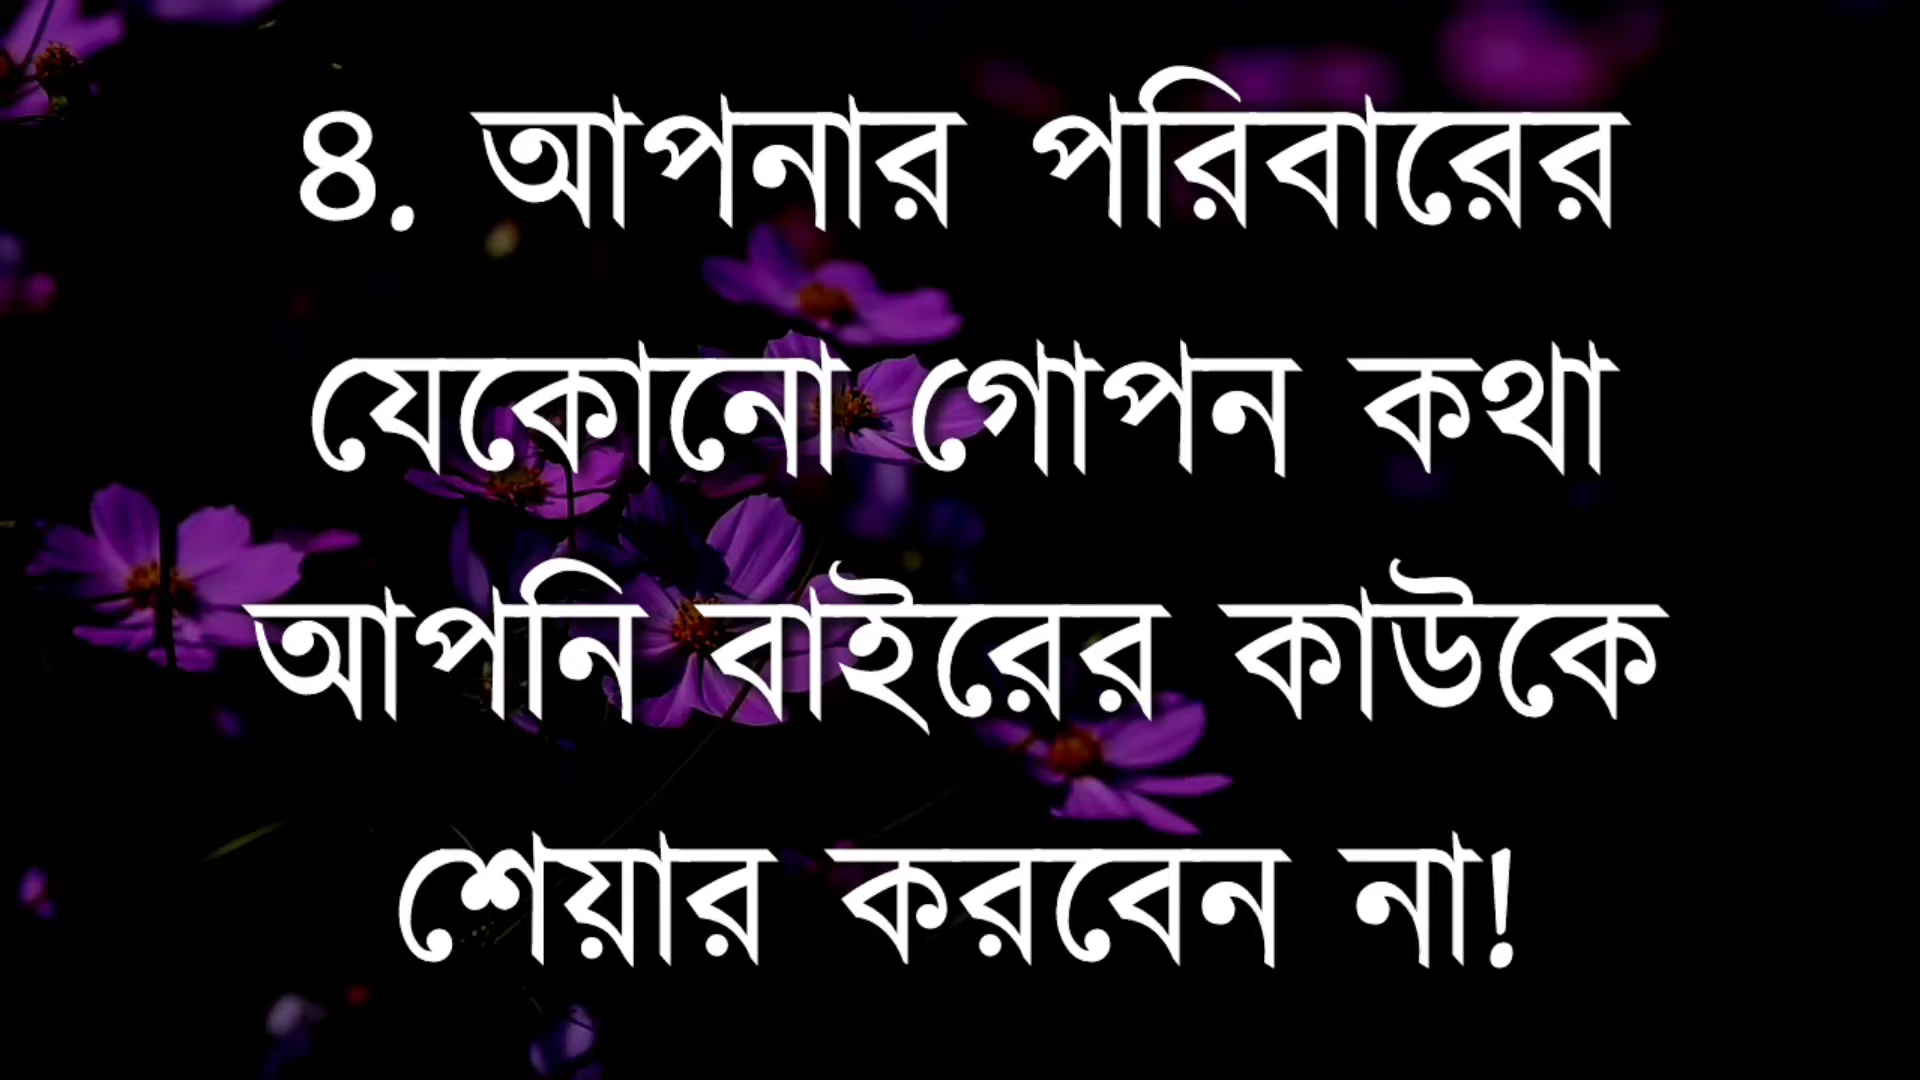 ৪. আপনার পরিবারের
যেকোনো গোপন কথা
আপনি বাইরের কাউকে
শেয়ার করবেন না!